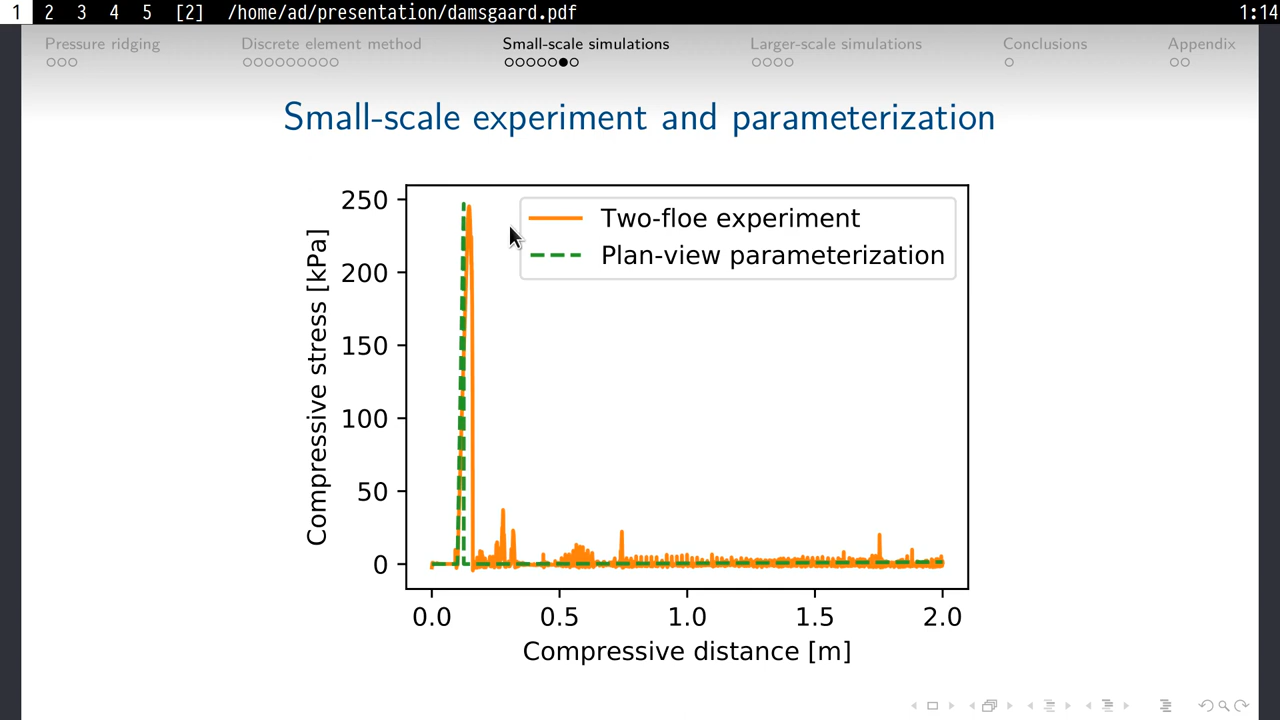 1 2 3 4 5 [2] /home/ad/presentation/damsgaard.pdf 1:14
Pressure ridging Discrete element method Small-scale simulations Larger-scale simulations Conclusions Appendix
Small-scale experiment and parameterization
Two-floe experiment
Plan-view parameterization
Compressive stress [kPa]
250
200
150
100
50
0
0.0 0.5 1.0 1.5 2.0
Compressive distance [m]